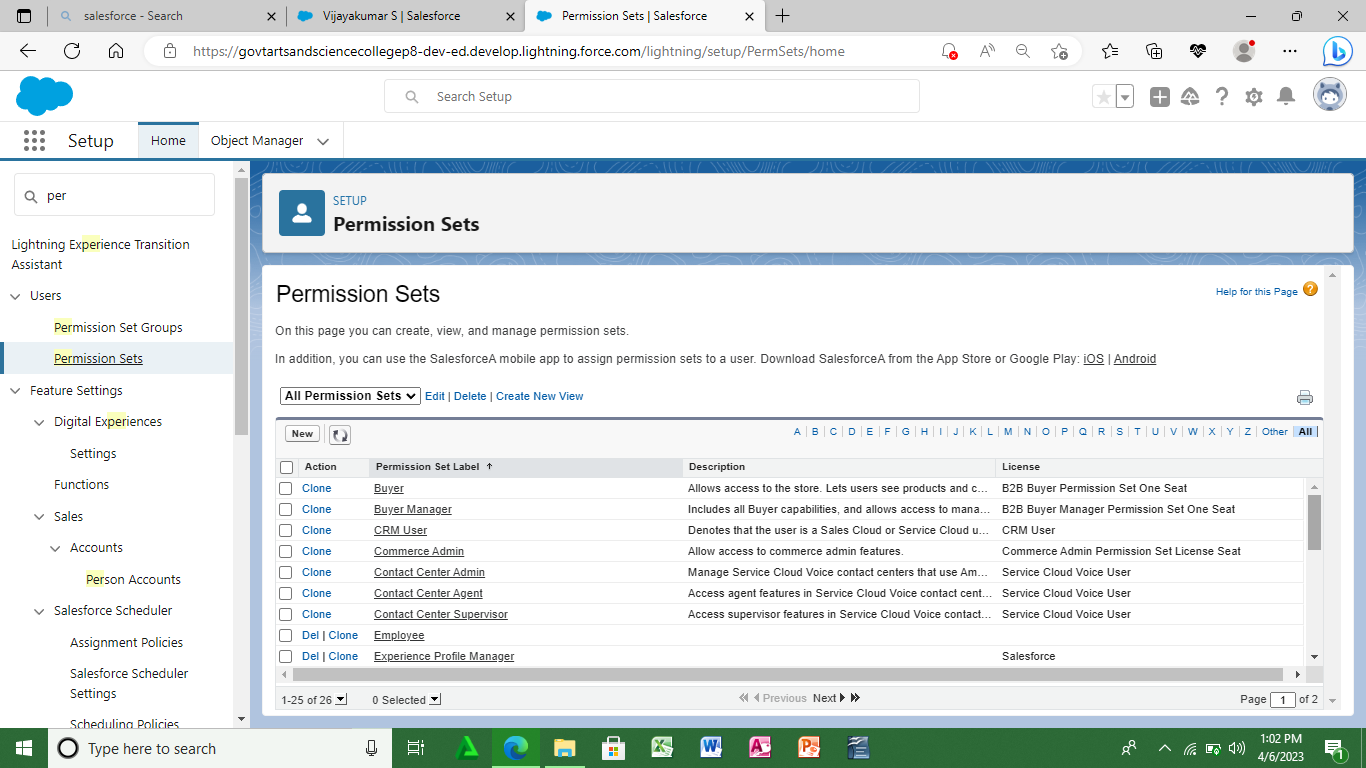 salesforce - Search
Vijayakumar S | Salesforce
Permission Sets | Salesforce
https://govtartsandsciencecollegep8-dev-ed.develop.lightning.force.com/lightning/setup/PermSets/home
Search Setup
Setup
Home
Object Manager
per
Lightning Experience Transition
Assistant
Users
Permission Set Groups
Permission Sets
Feature Settings
Digital Experiences
Settings
Functions
Sales
Accounts
Person Accounts
Salesforce Scheduler
Assignment Policies
Salesforce Scheduler
Settings
Scheduling Policies
SETUP
Permission Sets
Permission Sets
Help for this Page ?
On this page you can create, view, and manage permission sets.
In addition, you can use the SalesforceA mobile app to assign permission sets to a user. Download SalesforceA from the App Store or Google Play: iOS | Android
All Permission Sets Edit | Delete | Create New View
New A B C D E F G H I J K L M N O P Q R S T U V W X Y Z Other All
Action Permission Set Label Description License
Clone Buyer Allows access to the store. Lets users see products and c... B2B Buyer Permission Set One Seat
Clone Buyer Manager Includes all Buyer capabilities, and allows access to mana... B2B Buyer Manager Permission Set One Seat
Clone CRM User Denotes that the user is a Sales Cloud or Service Cloud u... CRM User
Clone Commerce Admin Allow access to commerce admin features. Commerce Admin Permission Set License Seat
Clone Contact Center Admin Manage Service Cloud Voice contact centers that use Am... Service Cloud Voice User
Clone Contact Center Agent Access agent features in Service Cloud Voice contact cent... Service Cloud Voice User
Clone Contact Center Supervisor Access supervisor features in Service Cloud Voice contact... Service Cloud Voice User
Del | Clone Employee
Del | Clone Experience Profile Manager Salesforce
1-25 of 26 0 Selected Previous Next Page 1 of 2
Type here to search
1:02 PM
4/6/2023
1